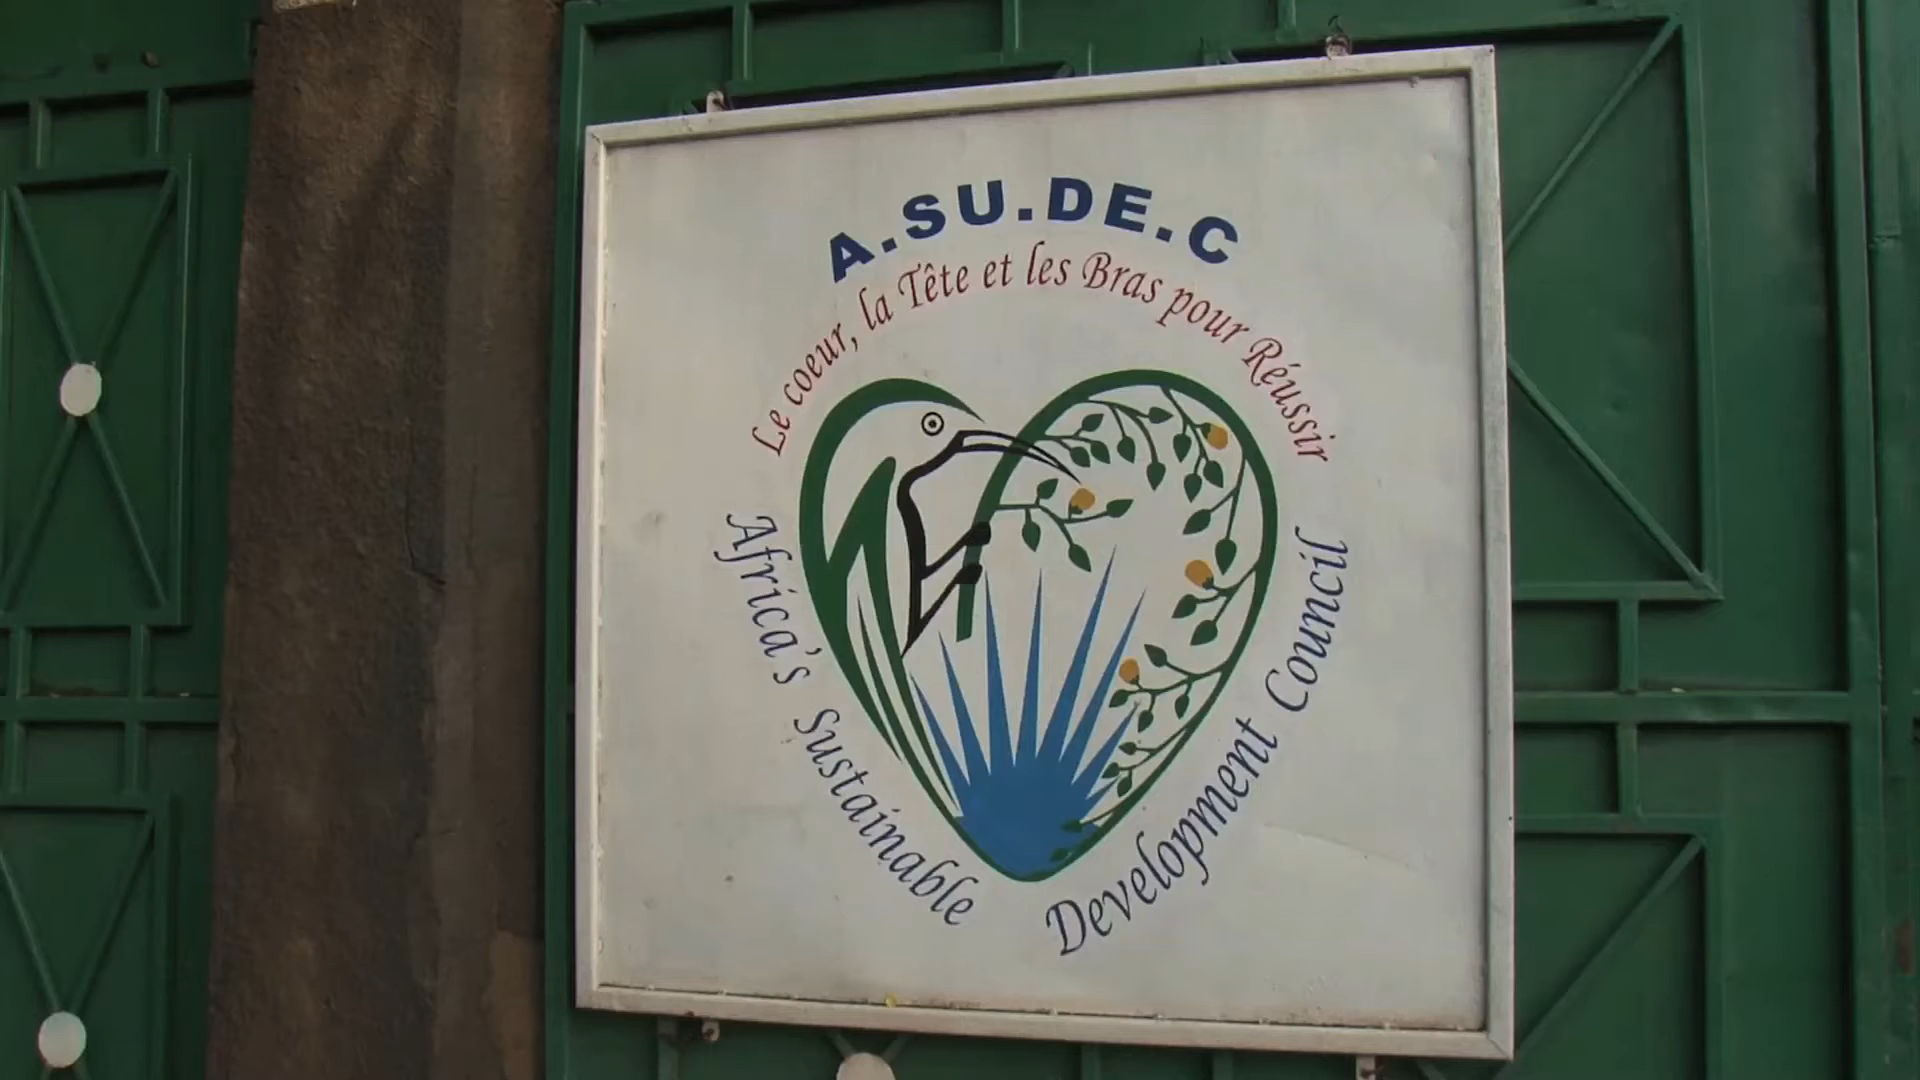 A.SU.DE.C
Le coeur, la Tête et les Bras pour Réussir
Africa's Sustainable Development Council